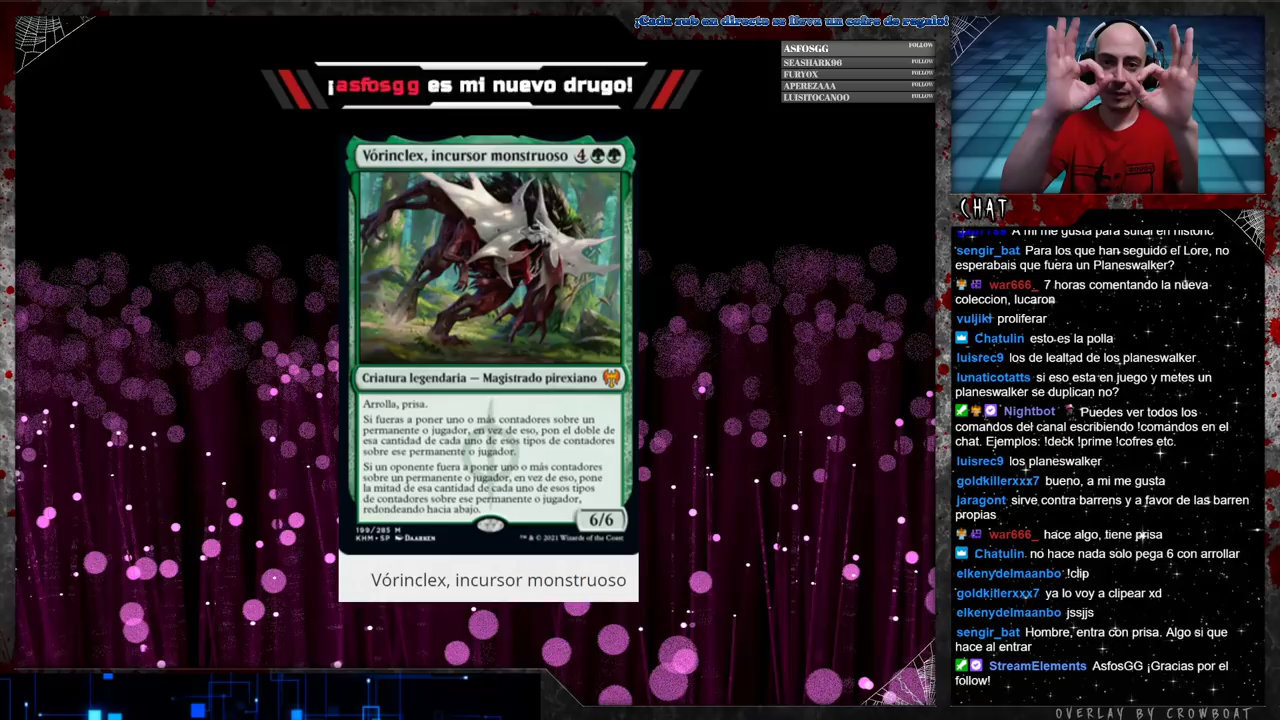 ¡Cada sub en directo se lleva un cofre de regalo!
ASFOSGG FOLLOW
SEASHARK96 FOLLOW
FURYOX FOLLOW
APEREZAAA FOLLOW
LUISITOCANOO FOLLOW
¡asfosgg es mi nuevo drugo!
Vórinclex, incursor monstruoso 4
Criatura legendaria — Magistrado pirexiano
Arrolla, prisa.
Si fueras a poner uno o más contadores sobre un
permanente o jugador, en vez de eso, pon el doble de
esa cantidad de cada uno de esos tipos de contadores
sobre ese permanente o jugador.
Si un oponente fuera a poner uno o más contadores
sobre un permanente o jugador, en vez de eso, pone
la mitad de esa cantidad de cada uno de esos tipos
de contadores sobre ese permanente o jugador,
redondeando hacia abajo.
6/6
199/285 M
KHM • SP DAARKEN
™ & © 2021 Wizards of the Coast
Vórinclex, incursor monstruoso
CHAT
A mi me gusta para suitar en historic
sengir_bat Para los que han seguido el Lore, no
esperabais que fuera un Planeswalker?
war666_ 7 horas comentando la nueva
coleccion, lucaron
vuljikt proliferar
Chatulin esto es la polla
luisrec9 los de lealtad de los planeswalker
lunaticotatts si eso esta en juego y metes un
planeswalker se duplican no?
Nightbot Puedes ver todos los
comandos del canal escribiendo !comandos en el
chat. Ejemplos: !deck !prime !cofres etc.
luisrec9 los planeswalker
goldkillerxxx7 bueno, a mi me gusta
jaragont sirve contra barrens y a favor de las barren
propias
war666_ hace algo, tiene prisa
Chatulin no hace nada solo pega 6 con arrollar
elkenydelmaanbo !clip
goldkillerxxx7 ya lo voy a clipear xd
elkenydelmaanbo jssjjs
sengir_bat Hombre, entra con prisa. Algo si que
hace al entrar
StreamElements AsfosGG ¡Gracias por el
follow!
OVERLAY BY CROWBOAT